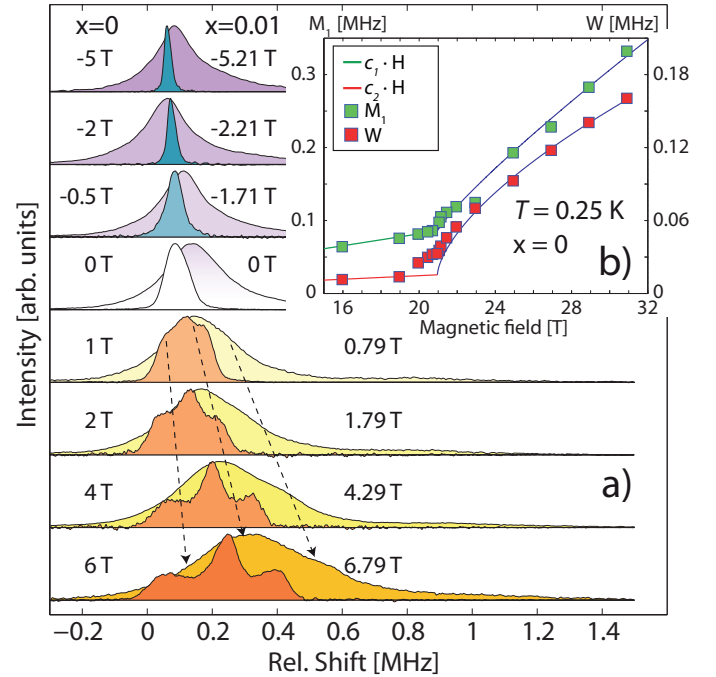 x=0 x=0.01
-5 T -5.21 T
-2 T -2.21 T
-0.5 T -1.71 T
0 T 0 T
1 T 0.79 T
2 T 1.79 T
4 T 4.29 T
6 T 6.79 T
a)
Intensity [arb. units]
−0.2 0 0.2 0.4 0.6 0.8 1 1.2 1.4
Rel. Shift [MHz]
M1 [MHz] W [MHz]
0.3
0.2
0.1
0
0.18
0.12
0.06
0
c1 · H
c2 · H
M1
W
T = 0.25 K
x = 0
b)
16 20 24 28 32
Magnetic field [T]